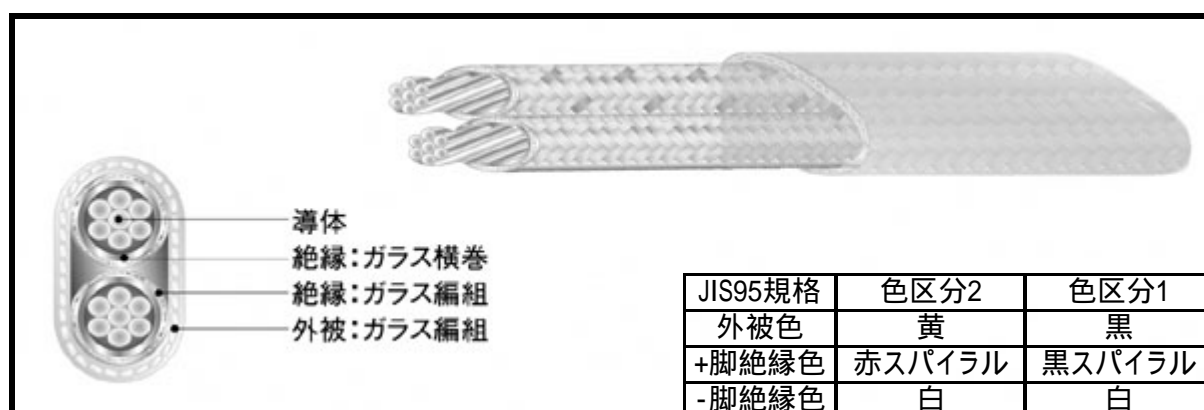 導体
絶縁：ガラス横巻
絶縁：ガラス編組
外被：ガラス編組
JIS95規格 色区分2 色区分1
外被色 黄 黒
+脚絶縁色 赤スパイラル 黒スパイラル
-脚絶縁色 白 白